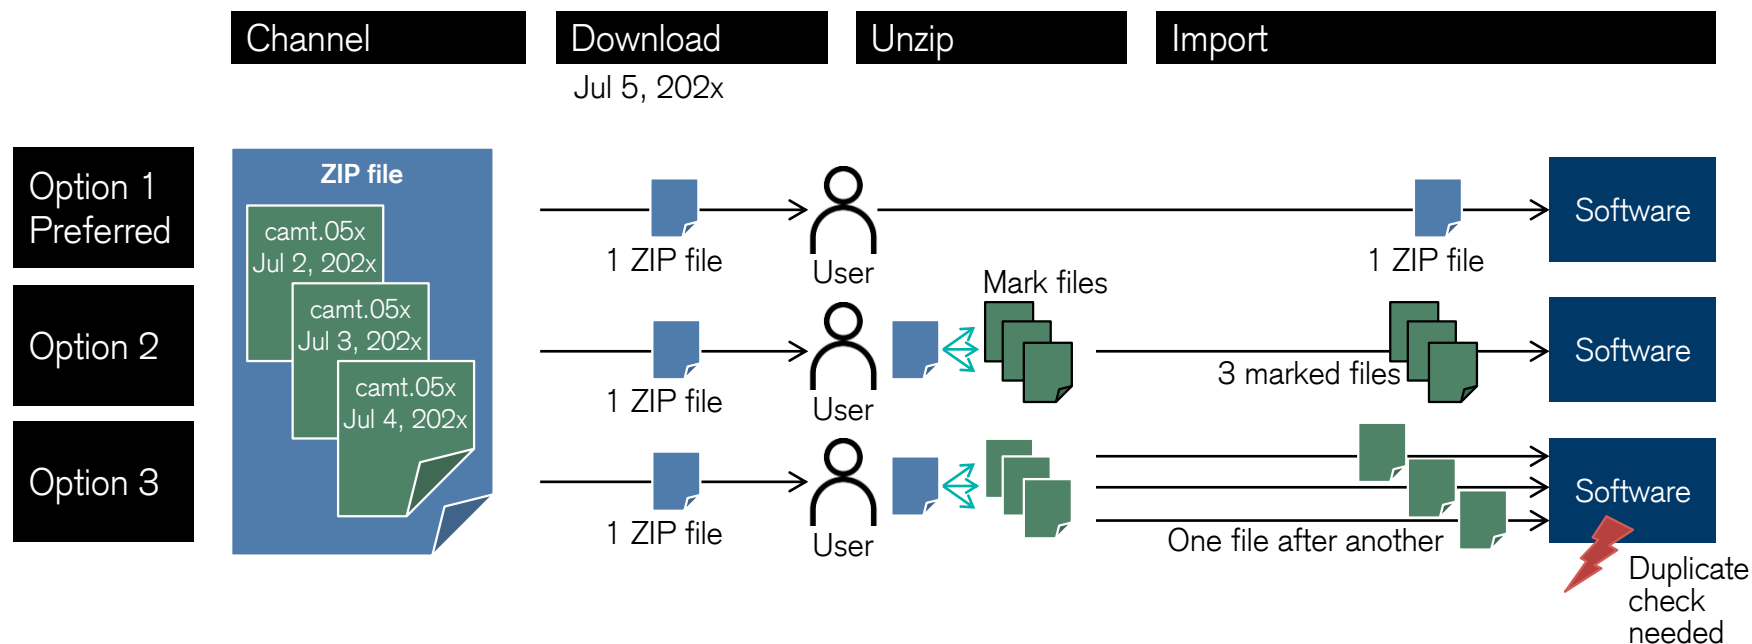 Channel
Download
Unzip
Import
Jul 5, 202x
Option 1
Preferred
ZIP file
camt.05x
Jul 2, 202x
camt.05x
Jul 3, 202x
camt.05x
Jul 4, 202x
1 ZIP file
User
1 ZIP file
Software
Option 2
1 ZIP file
User
Mark files
3 marked files
Software
Option 3
1 ZIP file
User
One file after another
Software
Duplicate
check
needed